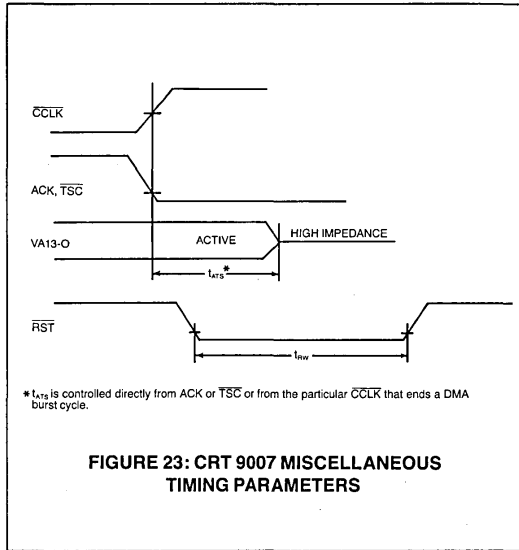 CCLK
ACK, TSC
VA13-O
ACTIVE
HIGH IMPEDANCE
tATS*
RST
tRW
* tATS is controlled directly from ACK or TSC or from the particular CCLK that ends a DMA
burst cycle.
FIGURE 23: CRT 9007 MISCELLANEOUS
TIMING PARAMETERS